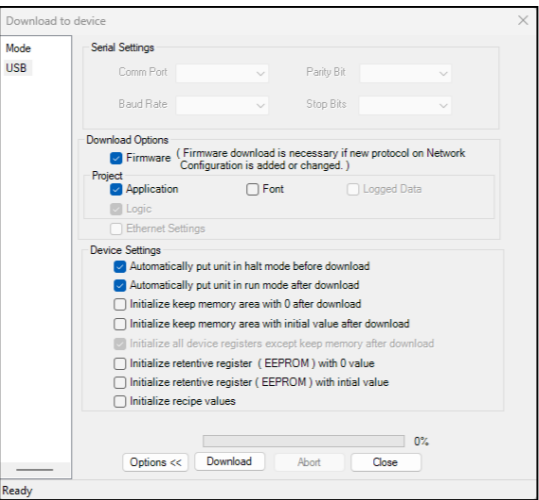 Download to device
Mode
USB
Serial Settings
Comm Port
Parity Bit
Baud Rate
Stop Bits
Download Options
Firmware ( Firmware download is necessary if new protocol on Network
Configuration is added or changed. )
Project
Application
Font
Logged Data
Logic
Ethernet Settings
Device Settings
Automatically put unit in halt mode before download
Automatically put unit in run mode after download
Initialize keep memory area with 0 after download
Initialize keep memory area with initial value after download
Initialize all device registers except keep memory after download
Initialize retentive register ( EEPROM ) with 0 value
Initialize retentive register ( EEPROM ) with intial value
Initialize recipe values
0%
Options <<
Download
Abort
Close
Ready